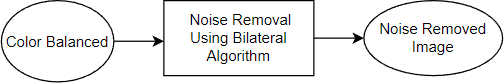 Color Balanced
Noise Removal
Using Bilateral
Algorithm
Noise Removed
Image